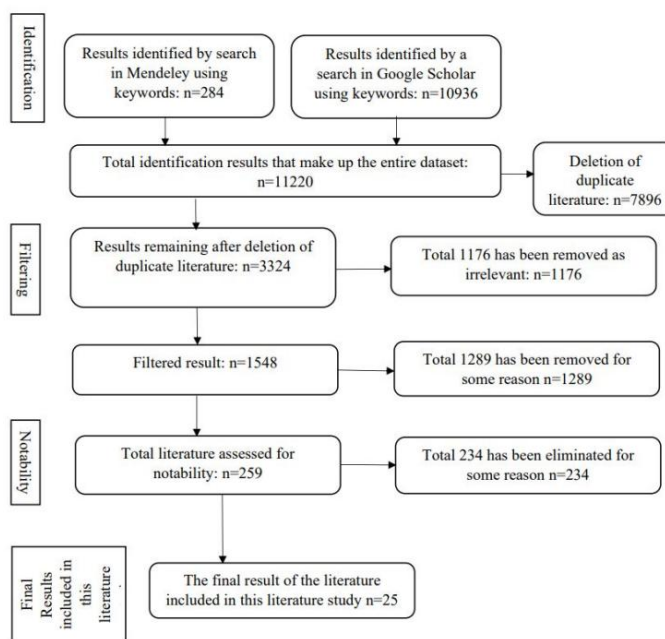 Identification
Results identified by search
in Mendeley using
keywords: n=284
Results identified by a
search in Google Scholar
using keywords: n=10936
Total identification results that make up the entire dataset:
n=11220
Deletion of
duplicate
literature: n=7896
Filtering
Results remaining after deletion of
duplicate literature: n=3324
Total 1176 has been removed as
irrelevant: n=1176
Filtered result: n=1548
Total 1289 has been removed for
some reason n=1289
Notability
Total literature assessed for
notability: n=259
Total 234 has been eliminated for
some reason n=234
Final
Results
included in
this
literature
The final result of the literature
included in this literature study n=25